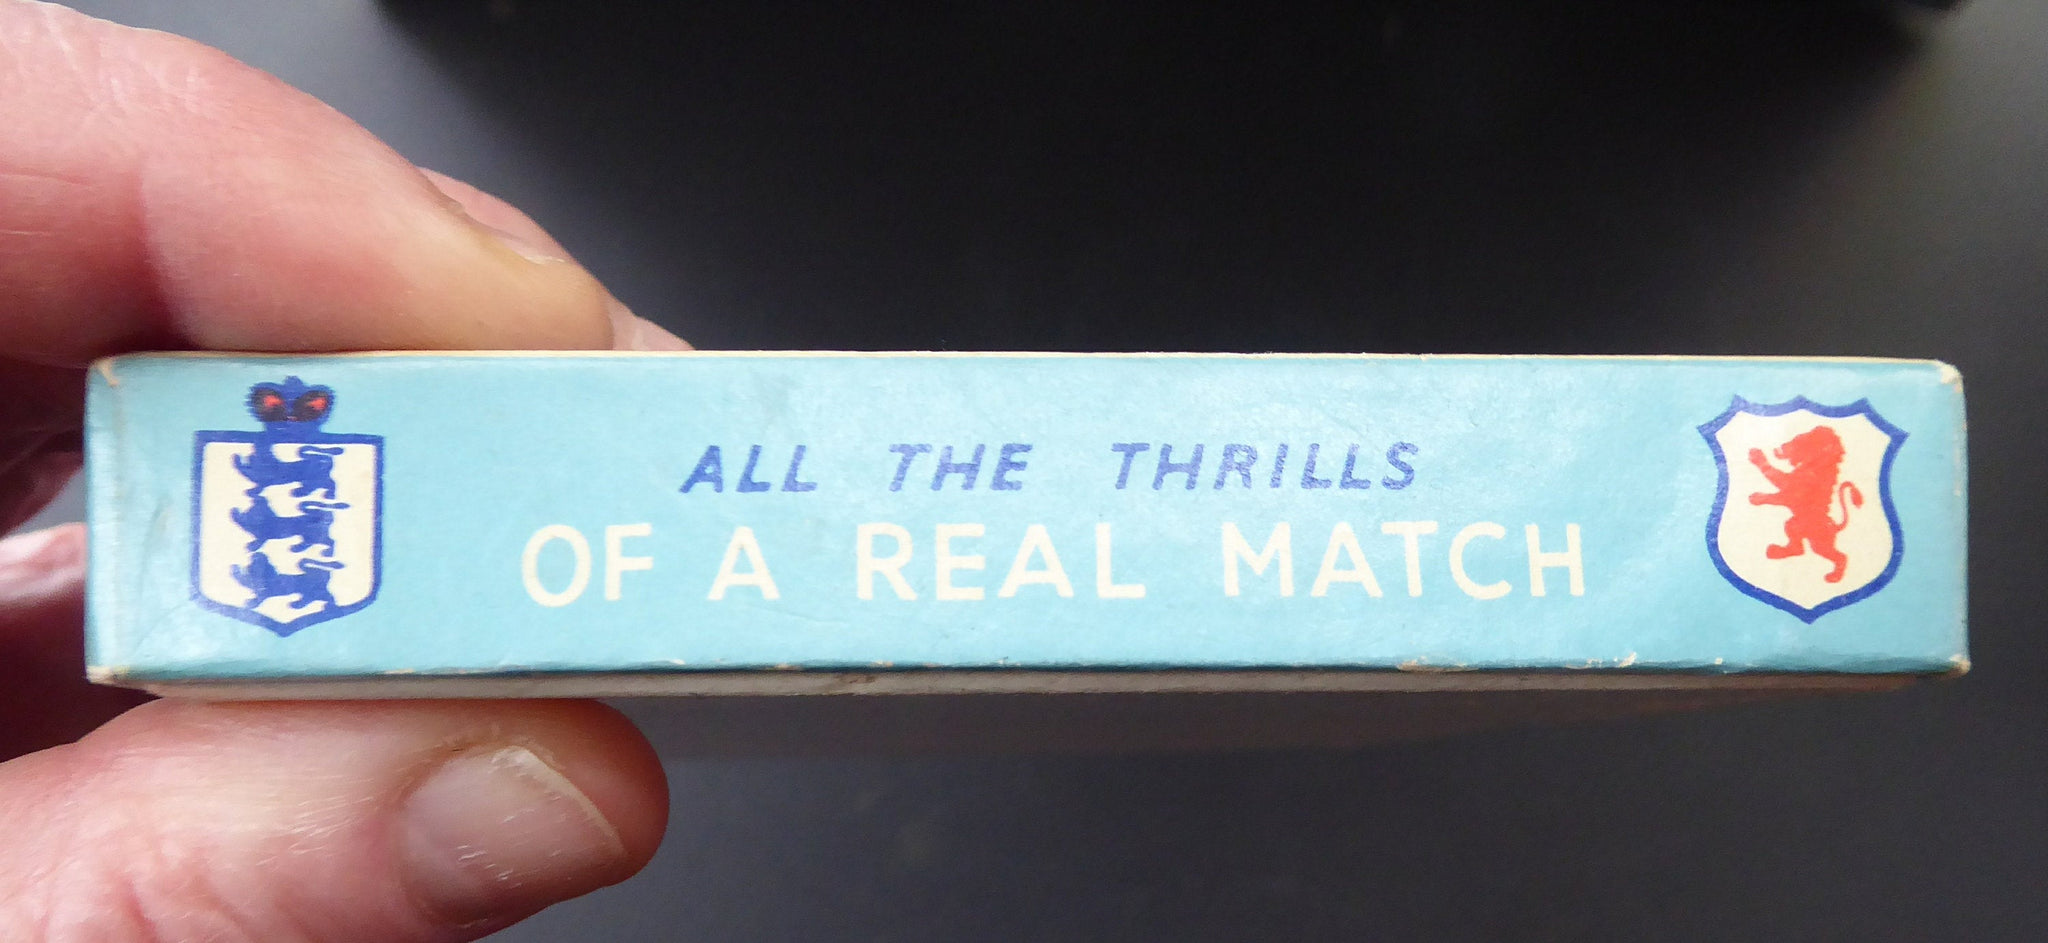 ALL THE THRILLS
OF A REAL MATCH